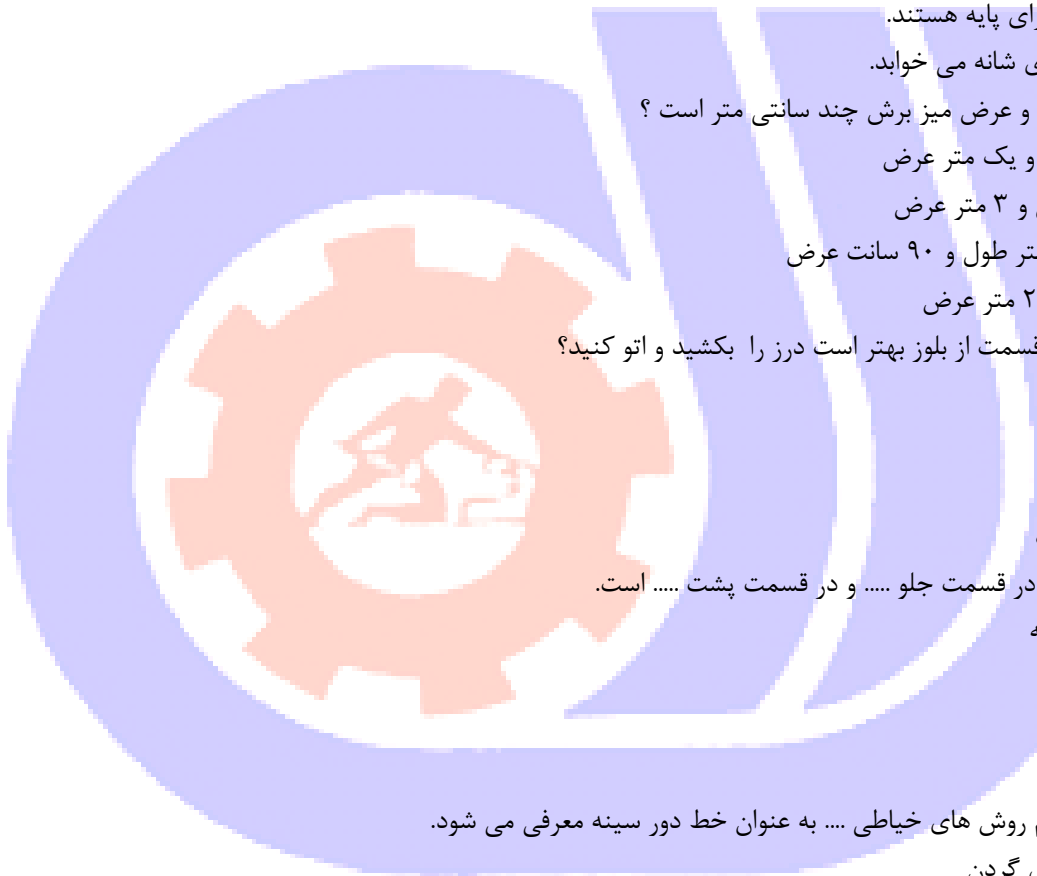 ای پایه هستند.
ی شانه می خوابد.
و عرض میز برش چند سانتی متر است ؟
و یک متر عرض
و ۳ متر عرض
تر طول و ۹۰ سانت عرض
۲ متر عرض
قسمت از بلوز بهتر است درز را بکشید و اتو کنید؟
در قسمت جلو ..... و در قسمت پشت ..... است.
روش های خیاطی .... به عنوان خط دور سینه معرفی می شود.
گردن